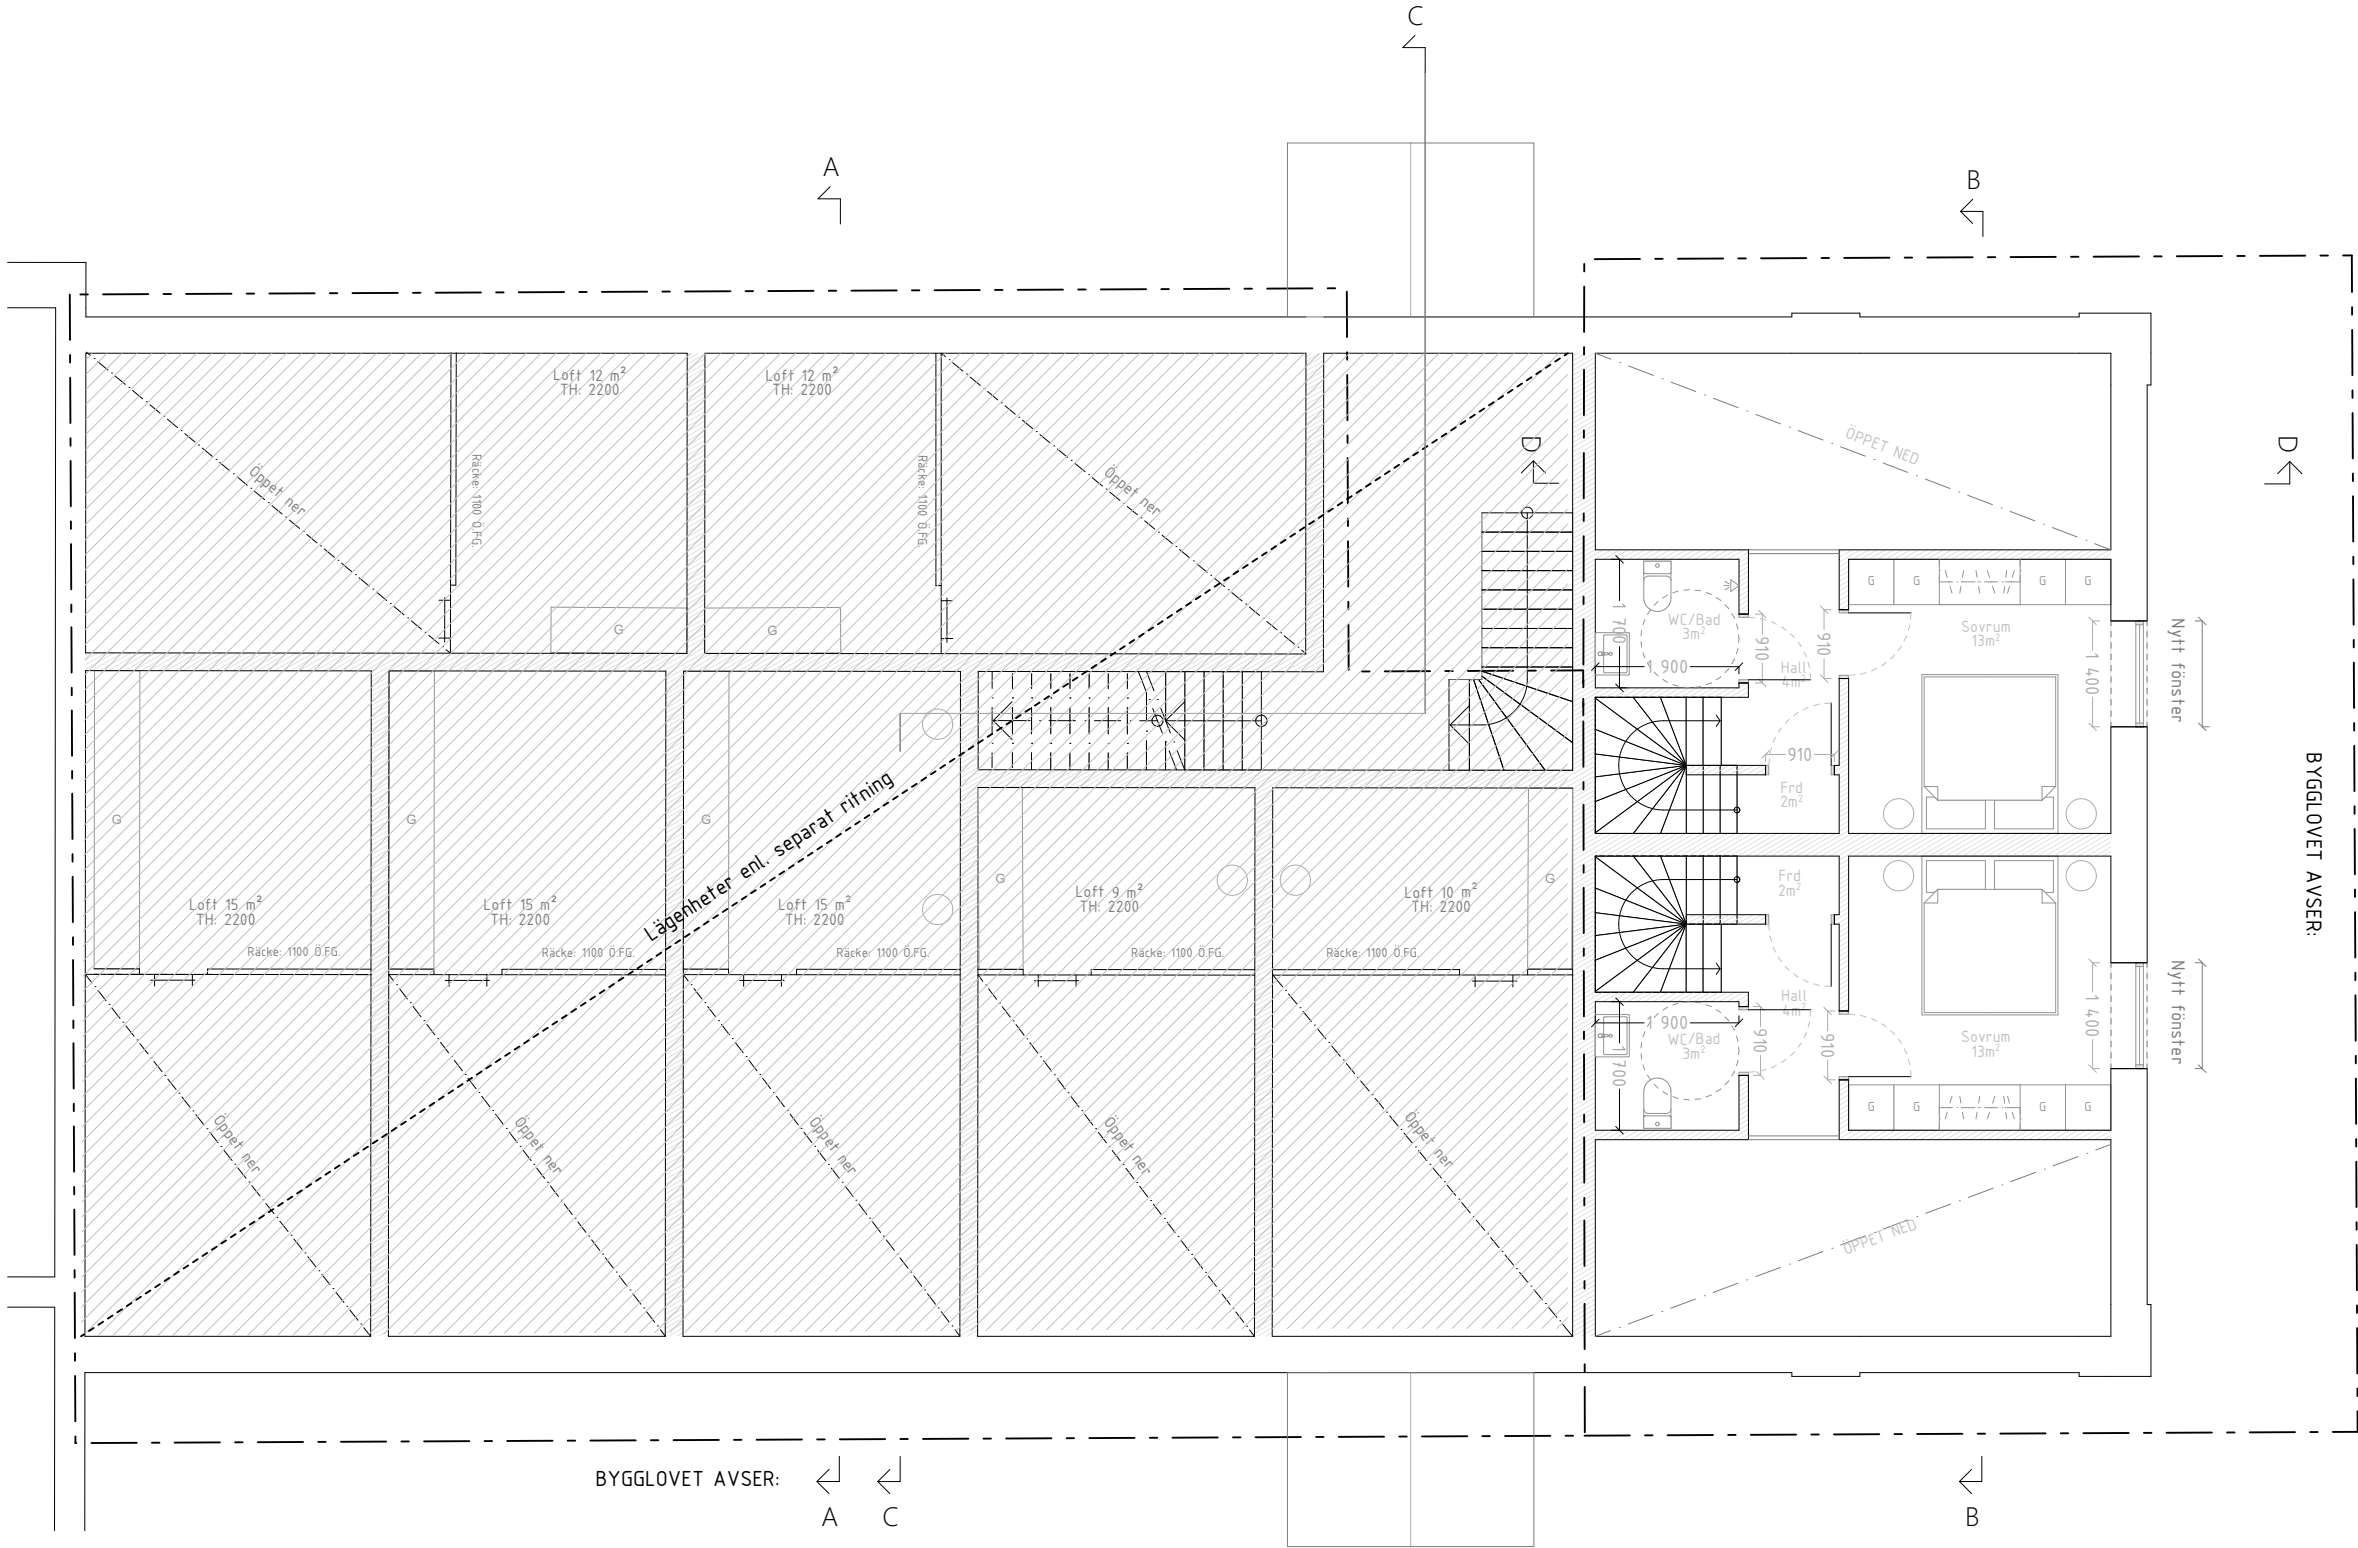 C
A
B
Loft 12 m²
TH: 2200
Loft 12 m²
TH: 2200
Öppet ner
Räcke: 1100 Ö.FG.
Räcke: 1100 Ö.FG.
Öppet ner
D
ÖPPET NED
D
G
G
1 700
WC/Bad
3m²
1 900
910
910
Hall
4m²
G
G
G
G
Sovrum
13m²
1 400
Nytt fönster
910
Frd
2m²
BYGGLOVET AVSER:
G
G
G
Lägenheter enl. separat ritning
Loft 15 m²
TH: 2200
Räcke: 1100 Ö.FG.
Loft 15 m²
TH: 2200
Räcke: 1100 Ö.FG.
Loft 15 m²
TH: 2200
Räcke: 1100 Ö.FG.
G
Loft 9 m²
TH: 2200
Räcke: 1100 Ö.FG.
Loft 10 m²
TH: 2200
G
Räcke: 1100 Ö.FG.
Frd
2m²
Hall
4m²
1 900
WC/Bad
3m²
1 700
910
910
Sovrum
13m²
1 400
Nytt fönster
G
G
G
G
Öppet ner
Öppet ner
Öppet ner
Öppet ner
Öppet ner
ÖPPET NED
BYGGLOVET AVSER:
A
C
B